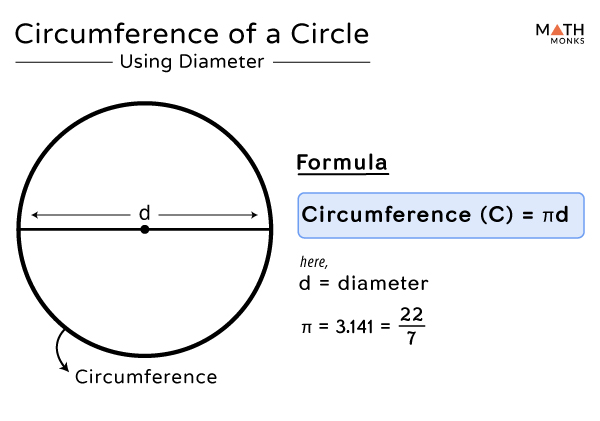 Circumference of a Circle
Using Diameter
MATH
MONKS
d
Formula
Circumference (C) = πd
here,
d = diameter
π = 3.141 = 22/7
Circumference